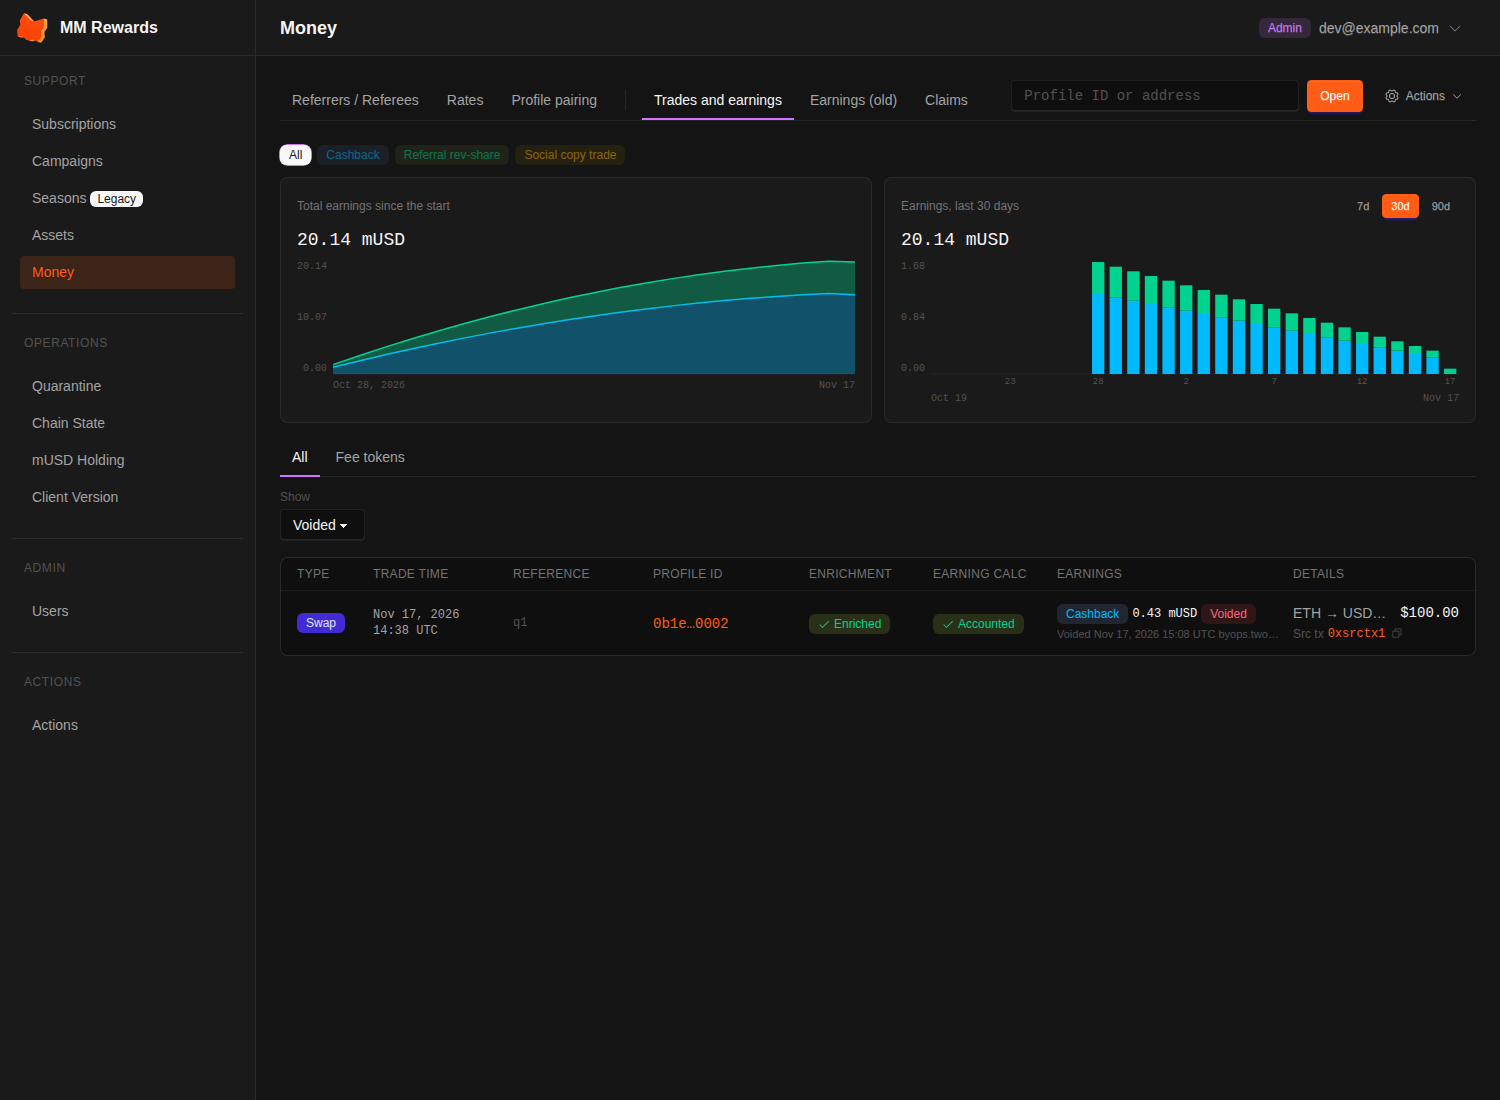 MM Rewards
Money
Admin dev@example.com
SUPPORT
Subscriptions
Campaigns
Seasons Legacy
Assets
Money
OPERATIONS
Quarantine
Chain State
mUSD Holding
Client Version
ADMIN
Users
ACTIONS
Actions
Referrers / Referees Rates Profile pairing Trades and earnings Earnings (old) Claims Profile ID or address Open Actions
All Cashback Referral rev-share Social copy trade
Total earnings since the start
20.14 mUSD
20.14
10.07
0.00
Oct 28, 2026 Nov 17
Earnings, last 30 days 7d 30d 90d
20.14 mUSD
1.68
0.84
0.00
23 28 2 7 12 17
Oct 19 Nov 17
All Fee tokens
Show
Voided
TYPE TRADE TIME REFERENCE PROFILE ID ENRICHMENT EARNING CALC EARNINGS DETAILS
Swap Nov 17, 2026 14:38 UTC q1 0b1e…0002 Enriched Accounted Cashback 0.43 mUSD Voided ETH → USD… $100.00
Voided Nov 17, 2026 15:08 UTC byops.two… Src tx 0xsrctx1